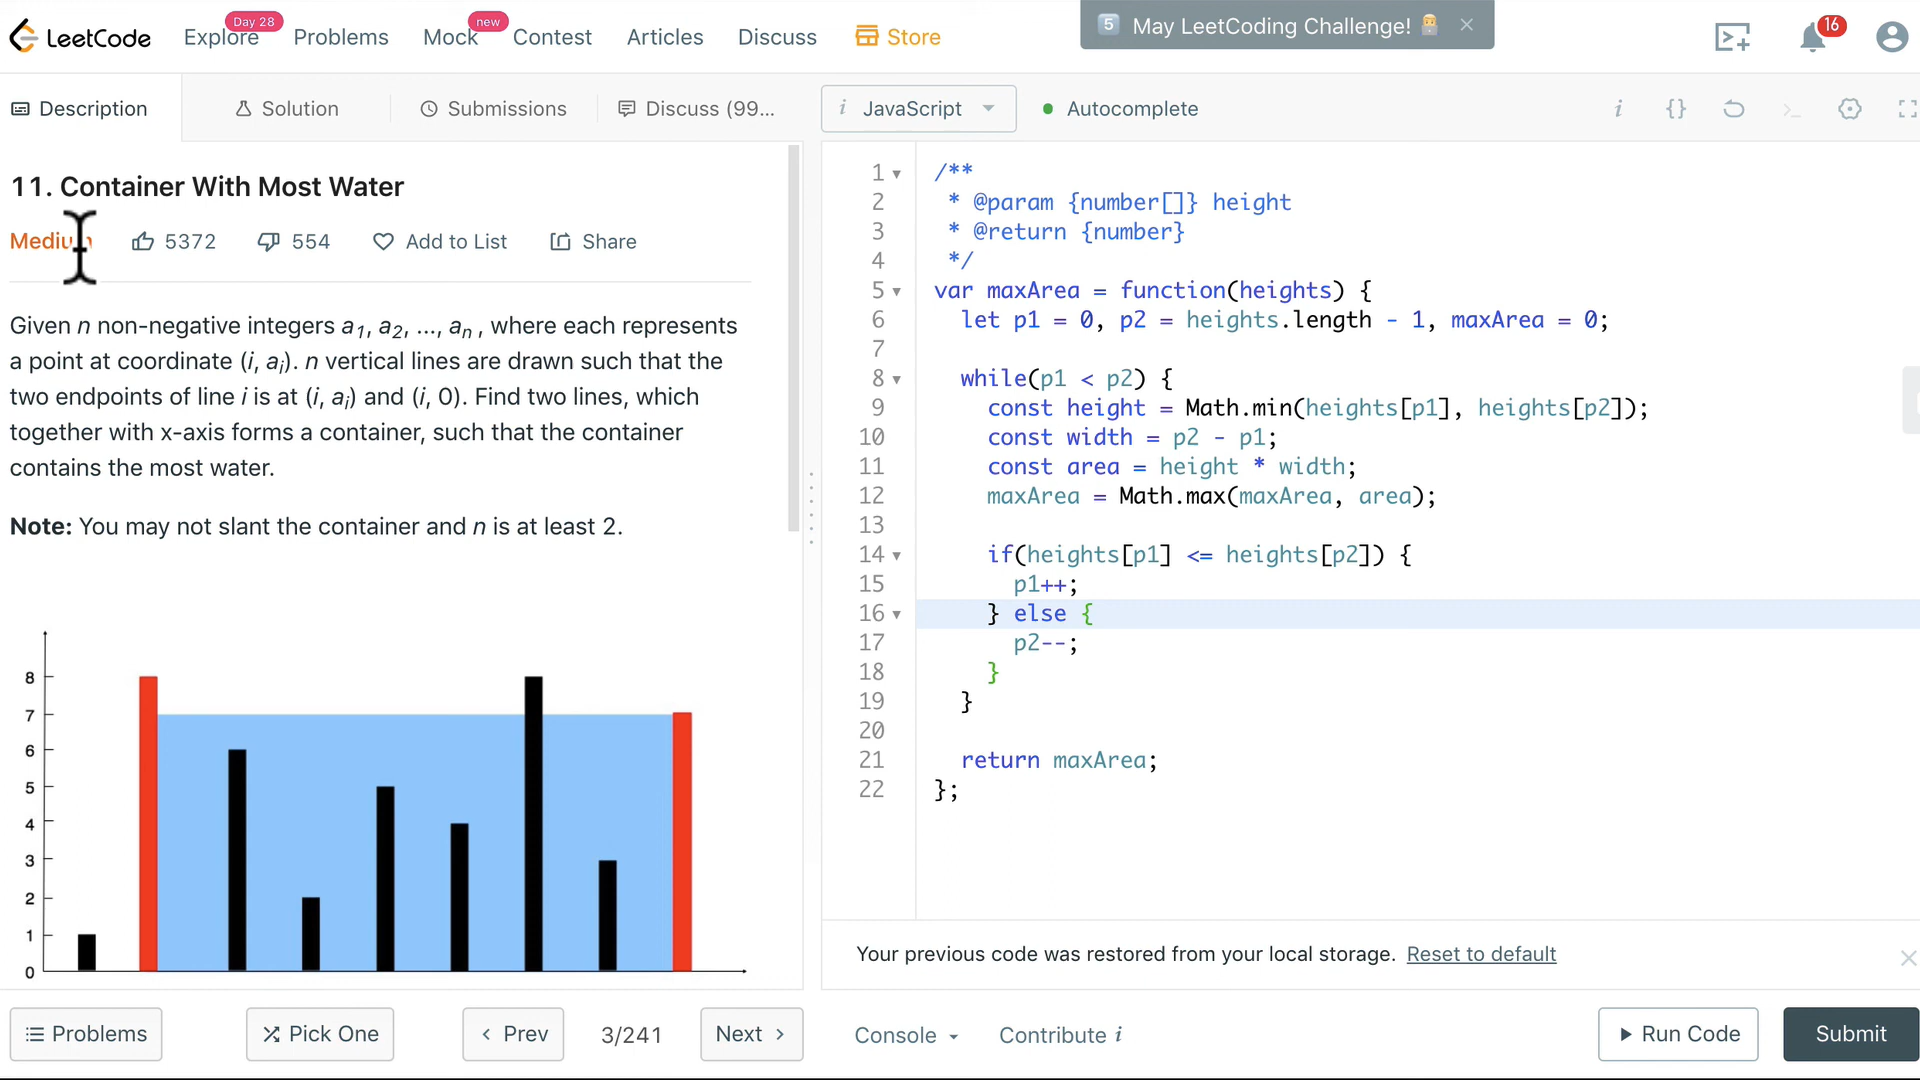 LeetCode
Explore
Day 28
Problems
Mock
new
Contest
Articles
Discuss
Store
5 May LeetCoding Challenge!
16
Description
Solution
Submissions
Discuss (99...
i JavaScript
Autocomplete
i {}
11. Container With Most Water
Medium
5372
554
Add to List
Share
Given n non-negative integers a1, a2, ..., an , where each represents
a point at coordinate (i, ai). n vertical lines are drawn such that the
two endpoints of line i is at (i, ai) and (i, 0). Find two lines, which
together with x-axis forms a container, such that the container
contains the most water.
Note: You may not slant the container and n is at least 2.
8
7
6
5
4
3
2
1
0
1 /**
2 * @param {number[]} height
3 * @return {number}
4 */
5 var maxArea = function(heights) {
6 let p1 = 0, p2 = heights.length - 1, maxArea = 0;
7
8 while(p1 < p2) {
9 const height = Math.min(heights[p1], heights[p2]);
10 const width = p2 - p1;
11 const area = height * width;
12 maxArea = Math.max(maxArea, area);
13
14 if(heights[p1] <= heights[p2]) {
15 p1++;
16 } else {
17 p2--;
18 }
19 }
20
21 return maxArea;
22 };
Your previous code was restored from your local storage. Reset to default
Problems
Pick One
Prev
3/241
Next
Console
Contribute i
Run Code
Submit